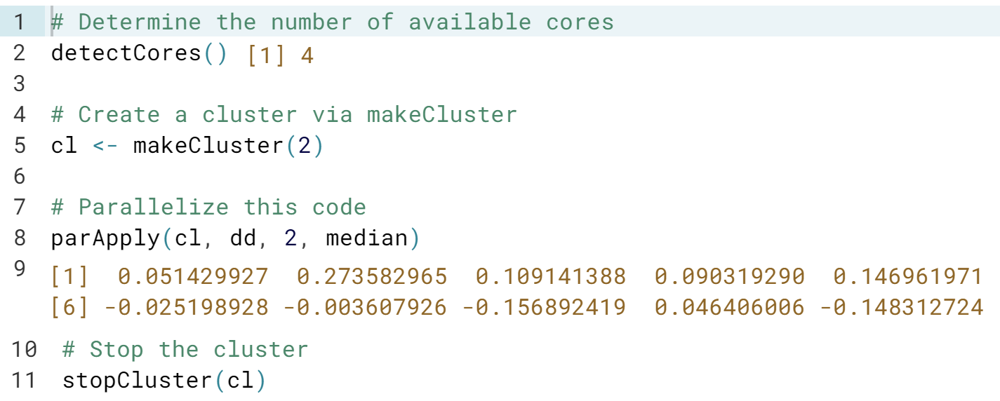 1 # Determine the number of available cores
2 detectCores() [1] 4
3
4 # Create a cluster via makeCluster
5 cl <- makeCluster(2)
6
7 # Parallelize this code
8 parApply(cl, dd, 2, median)
9 [1]  0.051429927  0.273582965  0.109141388  0.090319290  0.146961971
[6] -0.025198928 -0.003607926 -0.156892419  0.046406006 -0.148312724
10 # Stop the cluster
11 stopCluster(cl)